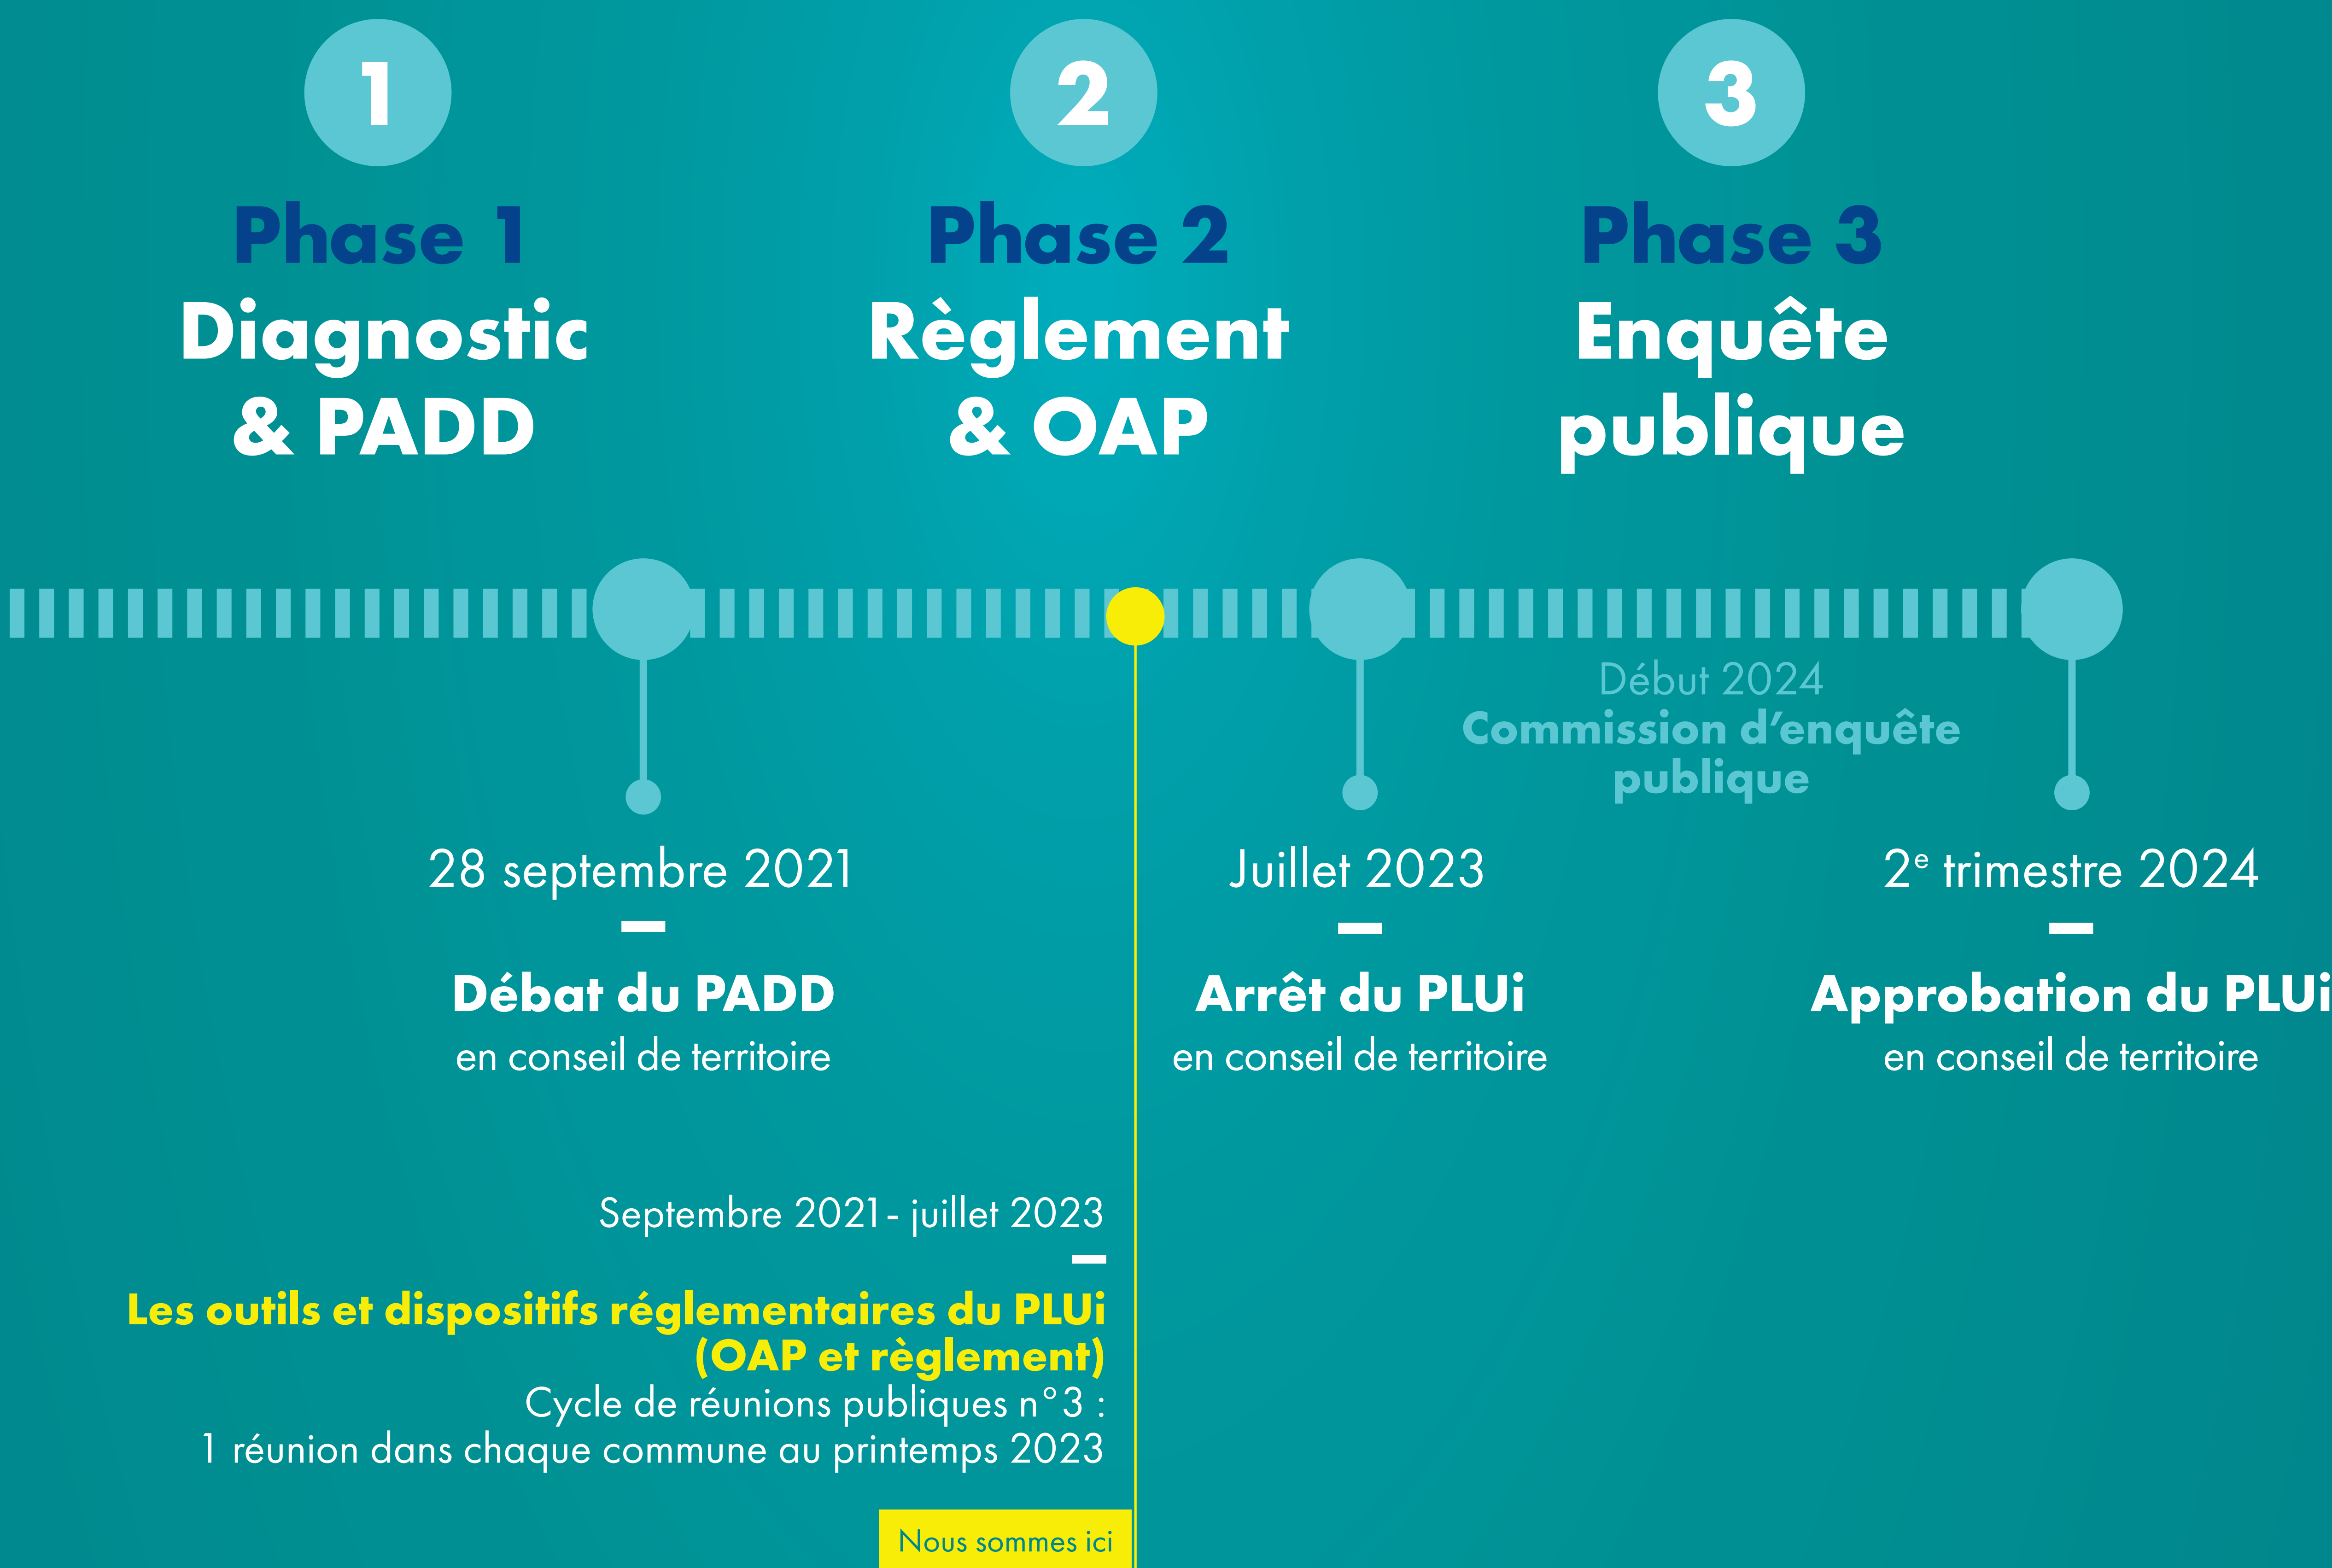 1
Phase 1
Diagnostic
& PADD
2
Phase 2
Règlement
& OAP
3
Phase 3
Enquête
publique
28 septembre 2021
Débat du PADD
en conseil de territoire
Septembre 2021- juillet 2023
Les outils et dispositifs réglementaires du PLUi
(OAP et règlement)
Cycle de réunions publiques n°3 :
1 réunion dans chaque commune au printemps 2023
Nous sommes ici
Juillet 2023
Arrêt du PLUi
en conseil de territoire
Début 2024
Commission d’enquête
publique
2e trimestre 2024
Approbation du PLUi
en conseil de territoire